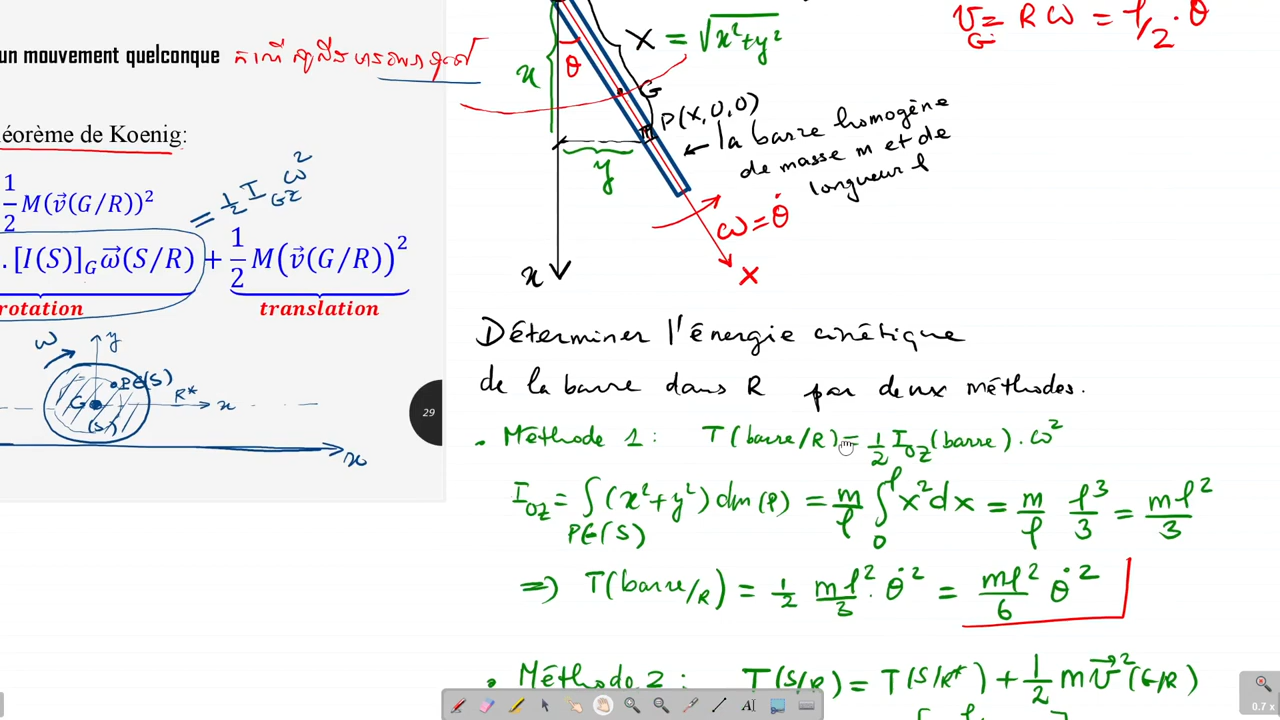 un mouvement quelconque
éorème de Koenig:
1/2 M(v⃗(G/R))²
= 1/2 I_GZ ω²
.[I(S)]_G ω⃗(S/R) + 1/2 M(v⃗(G/R))²
rotation
translation
ω
y
P∈(S)
R*
G
x
(S)
x
29
v_G = Rω = l/2 . θ̇
X = √x²+y²
x
θ
G
P(X,0,0)
y
la barre homogène
de masse m et de
longueur l
ω = θ̇
x
X
Déterminer l'énergie cinétique
de la barre dans R par deux méthodes.
. Méthode 1 : T(barre/R) = 1/2 I_OZ(barre) . ω²
I_OZ = ∫_P∈(S) (x²+y²) dm(P) = m/l ∫_0^l X² dX = m/l l³/3 = ml²/3
=> T(barre/R) = 1/2 ml²/3 . θ̇² = ml²/6 θ̇²
. Méthode 2 : T(S/R) = T(S/R*) + 1/2 m v⃗²(G/R)
0.7 x